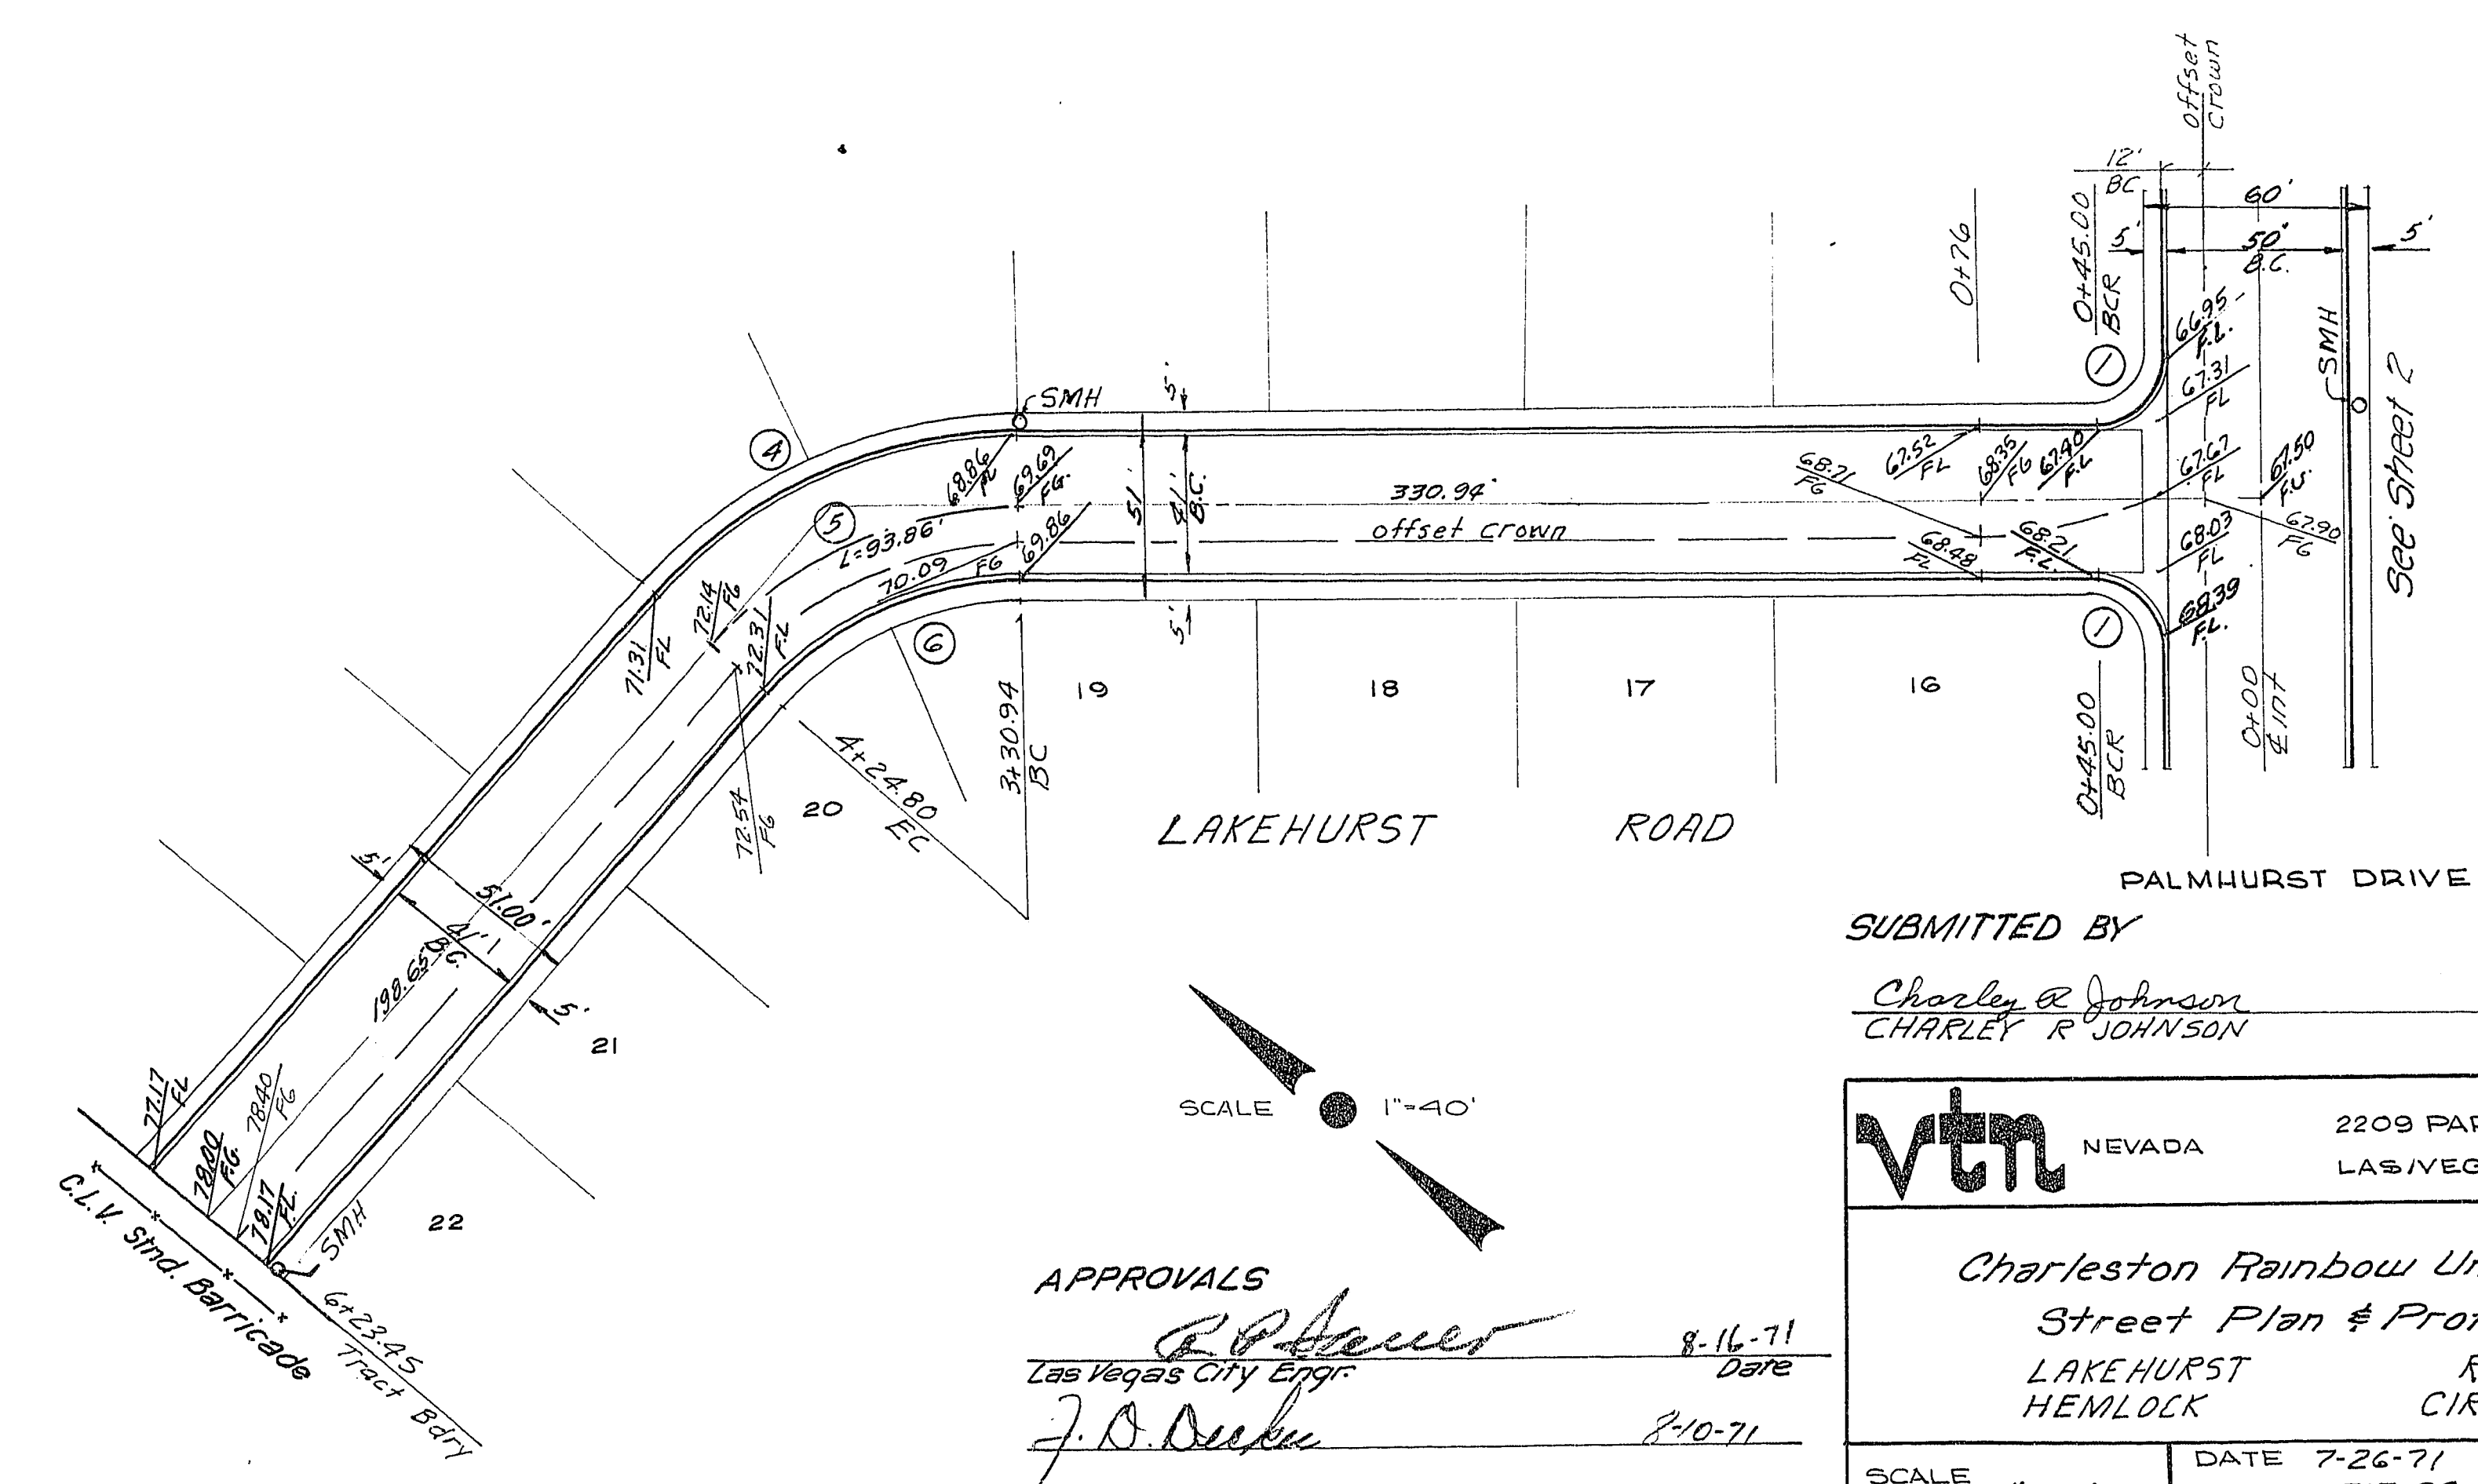 offset
crown
12'
BC
60'
5'
50'
B.C.
5'
0+76
0+45.00
BCR
1
66.95
F.L.
67.31
FL
67.67
FL
67.50
F.G.
67.90
FG
68.03
FL
68.39
F.L.
SMH
See Sheet 2
SMH
4
5
6
5'
51'
41'
B.C.
5'
68.86
FL
69.69
FG.
69.86
L=93.86'
70.09 FG
330.94'
offset crown
68.71
FG
67.52
FL
68.35
FG
67.40
F.L
68.48
FL
68.21
F.L.
1
71.31
FL
72.14
FG
72.31
F.L
72.54
FG
4+24.80
EC
3+30.94
BC
19
18
17
16
0+45.00
BCR
0+00
℄ int
20
LAKEHURST ROAD
PALMHURST DRIVE
5'
51.00'
41'
B.C.
198.65'
5'
21
22
77.17
FL
78.00
F.G.
78.40
FG
78.17
F.L.
SMH
C.L.V. Stnd. Barricade
6+23.45
Tract Bdry
SCALE 1"=40'
SUBMITTED BY
Charley R Johnson
CHARLEY R JOHNSON
vtn NEVADA
2209 PAR
LAS VEG
Charleston Rainbow Un
Street Plan & Prof
LAKEHURST R
HEMLOCK CIR
SCALE
DATE 7-26-71
APPROVALS
8-16-71
Las Vegas City Engr. Date
8-10-71